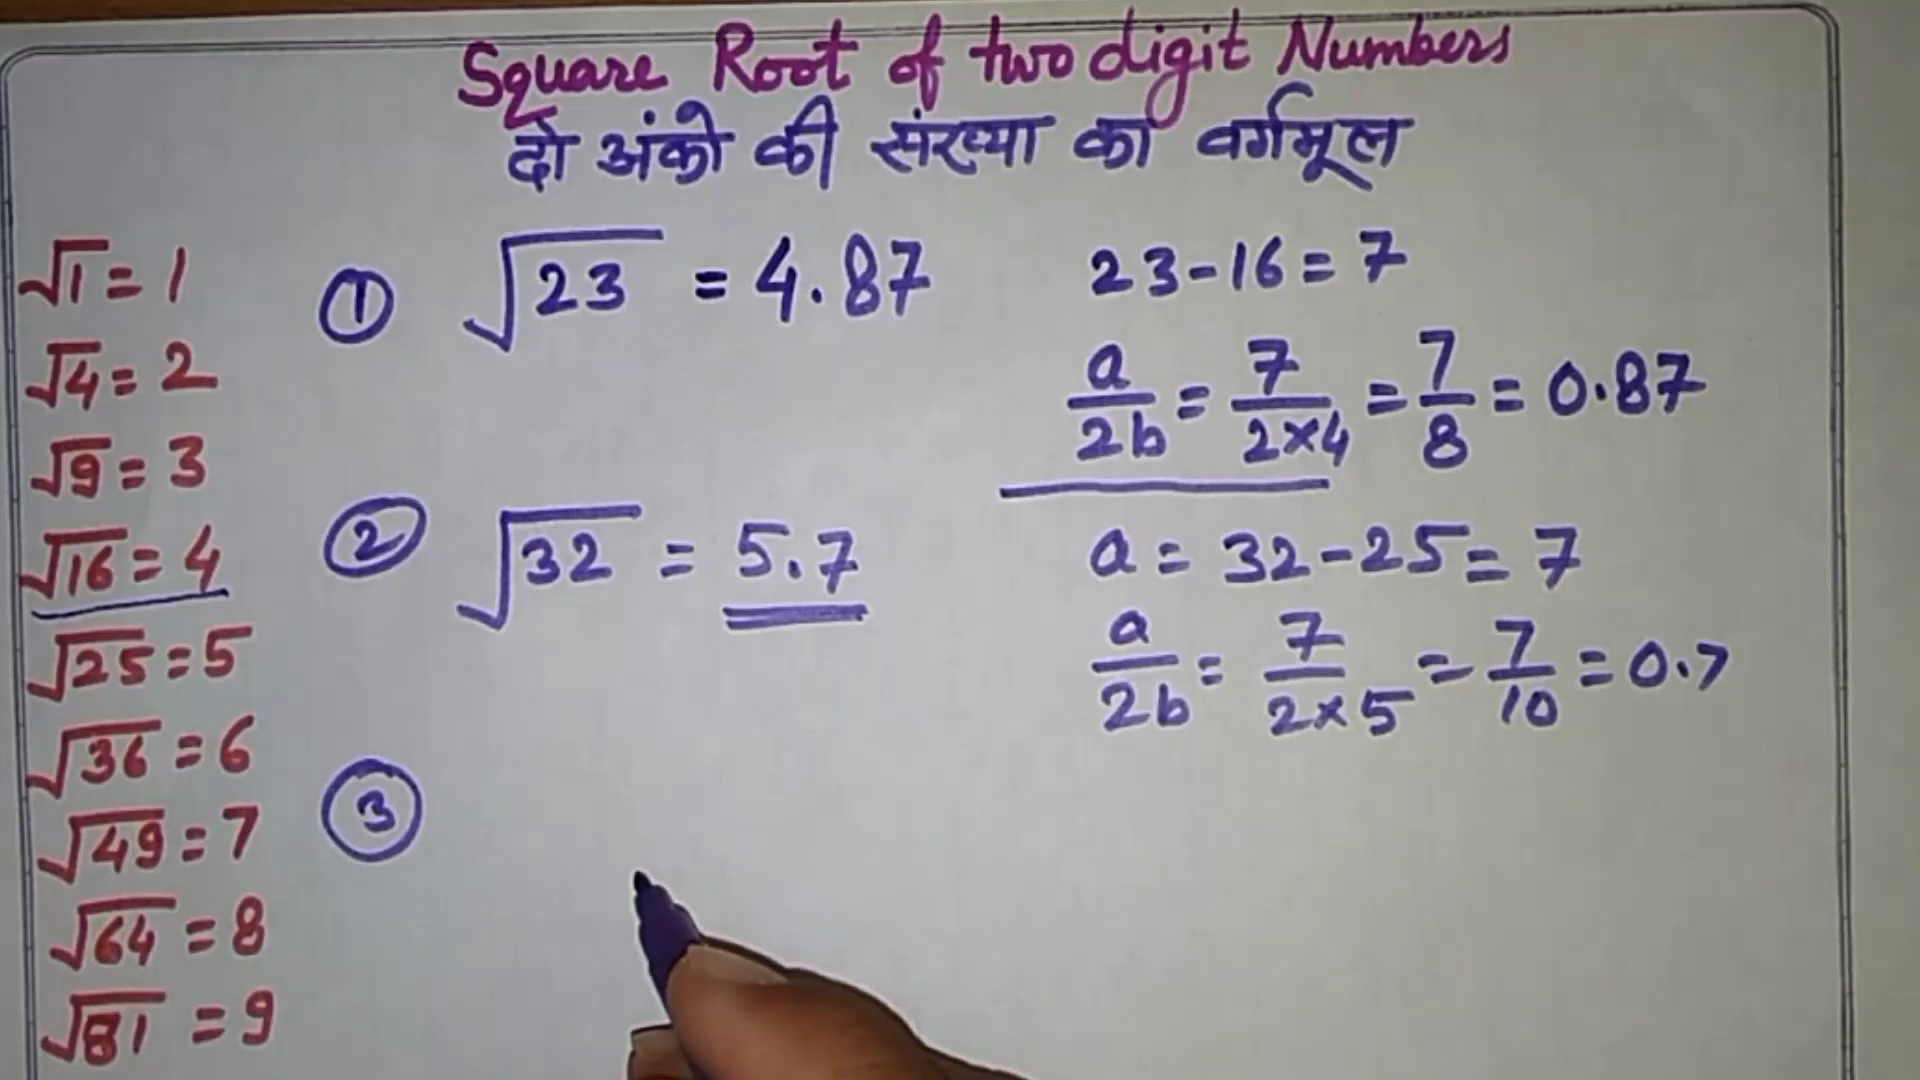 Square Root of two digit Numbers
दो अंको की संख्या का वर्गमूल
√1 = 1
√4 = 2
√9 = 3
√16 = 4
√25 = 5
√36 = 6
√49 = 7
√64 = 8
√81 = 9
① √23 = 4.87
23-16=7
a/2b = 7/2×4 = 7/8 = 0.87
② √32 = 5.7
a = 32-25= 7
a/2b = 7/2×5 = 7/10 = 0.7
③